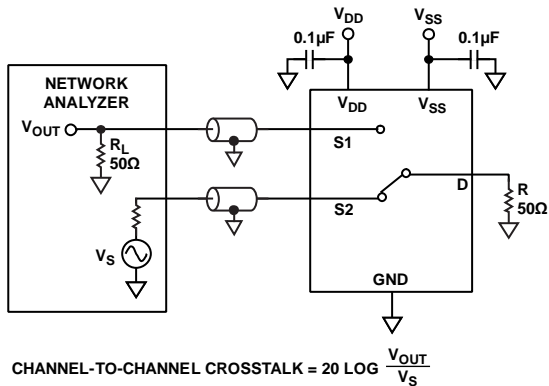 V_DD
V_SS
0.1µF
0.1µF
NETWORK
ANALYZER
V_DD
V_SS
V_OUT
S1
R_L
50Ω
S2
D
R
50Ω
V_S
GND
CHANNEL-TO-CHANNEL CROSSTALK = 20 LOG V_OUT / V_S